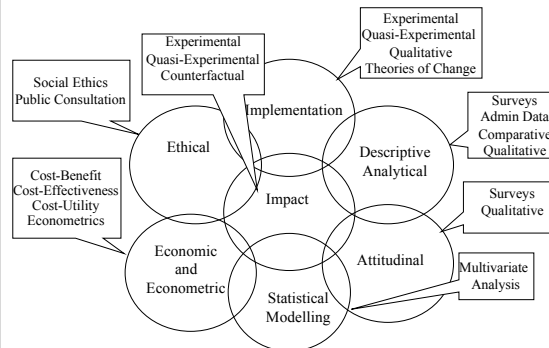 Experimental
Quasi-Experimental
Counterfactual
Experimental
Quasi-Experimental
Qualitative
Theories of Change
Social Ethics
Public Consultation
Implementation
Surveys
Admin Data
Comparative
Qualitative
Ethical
Descriptive
Analytical
Cost-Benefit
Cost-Effectiveness
Cost-Utility
Econometrics
Impact
Surveys
Qualitative
Economic
and
Econometric
Attitudinal
Multivariate
Analysis
Statistical
Modelling